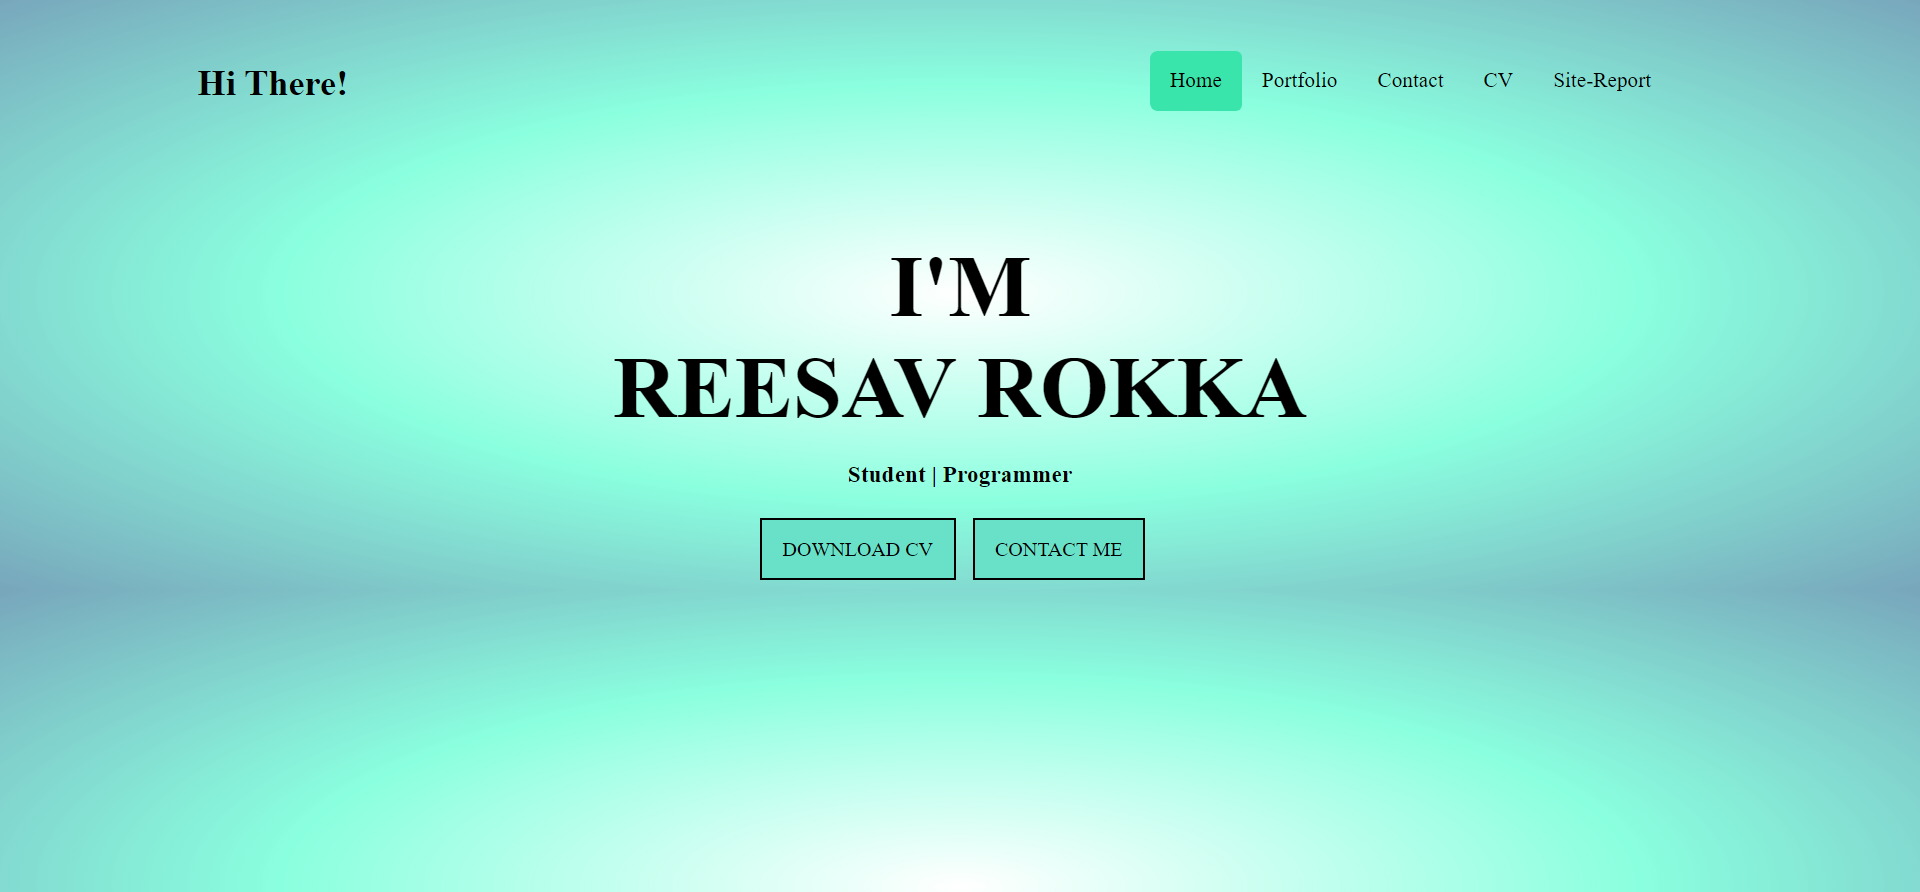 Hi There!
Home Portfolio Contact CV Site-Report
I'M
REESAV ROKKA
Student | Programmer
DOWNLOAD CV CONTACT ME